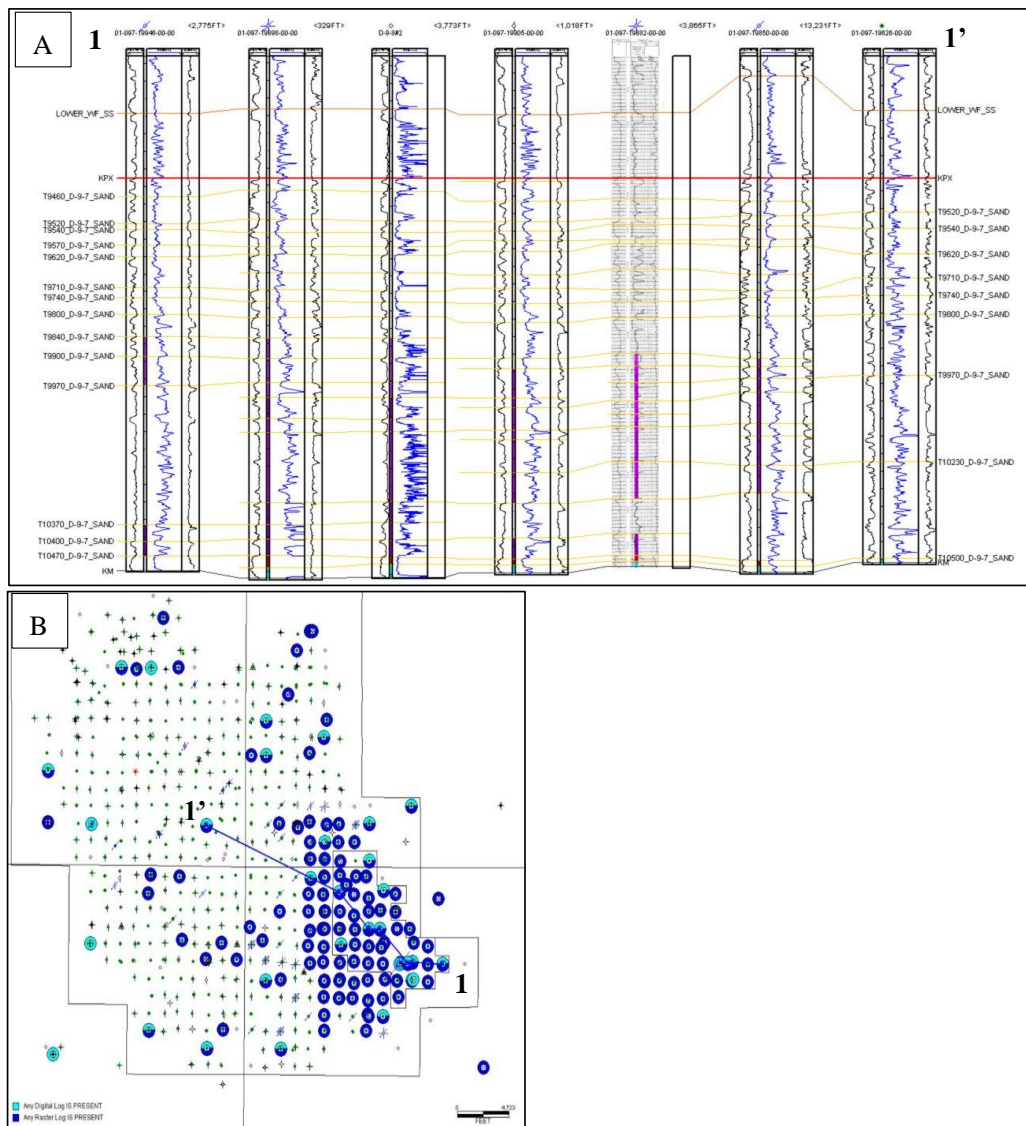 A
1
1'
<2,775FT>
<329FT>
<3,773FT>
<1,018FT>
<3,865FT>
<13,231FT>
01-097-19946-00-00
01-097-19898-00-00
D-9-8#2
01-097-19905-00-00
01-097-19882-00-00
01-097-19850-00-00
01-097-19626-00-00
LOWER_WF_SS
LOWER_WF_SS
KPX
KPX
T9460_D-9-7_SAND
T9520_D-9-7_SAND
T9540_D-9-7_SAND
T9570_D-9-7_SAND
T9620_D-9-7_SAND
T9710_D-9-7_SAND
T9740_D-9-7_SAND
T9800_D-9-7_SAND
T9840_D-9-7_SAND
T9900_D-9-7_SAND
T9970_D-9-7_SAND
T10370_D-9-7_SAND
T10400_D-9-7_SAND
T10470_D-9-7_SAND
KM
T9520_D-9-7_SAND
T9540_D-9-7_SAND
T9620_D-9-7_SAND
T9710_D-9-7_SAND
T9740_D-9-7_SAND
T9800_D-9-7_SAND
T9970_D-9-7_SAND
T10230_D-9-7_SAND
T10500_D-9-7_SAND
KM
B
1'
1
Any Digital Log IS PRESENT
Any Raster Log IS PRESENT
0 4,723
FEET